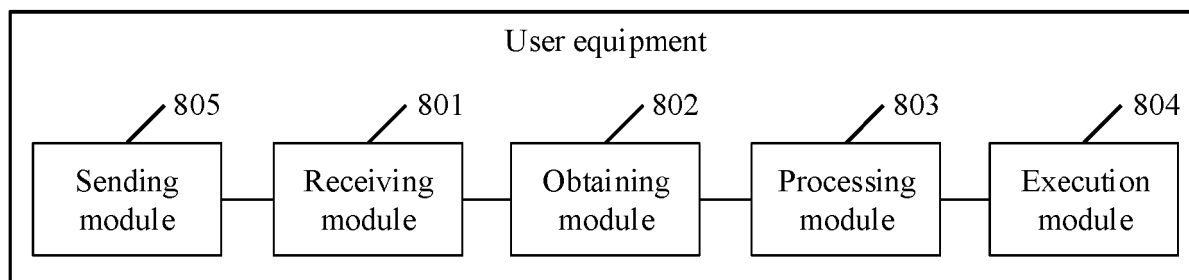 User equipment
805 801 802 803 804
Sending module
Receiving module
Obtaining module
Processing module
Execution module